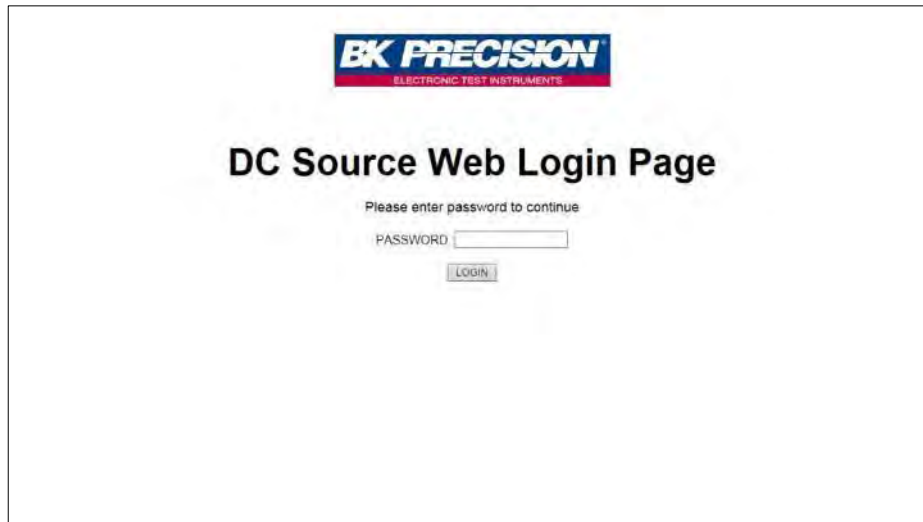 BK PRECISION®
ELECTRONIC TEST INSTRUMENTS
DC Source Web Login Page
Please enter password to continue
PASSWORD
LOGIN